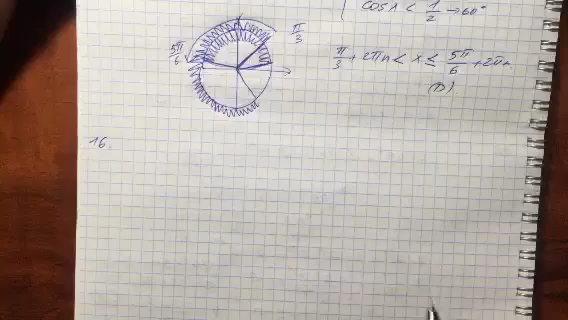 cos x < 1/2 → 60°
π/3
5π/6
π/3 + 2πn < x ≤ 5π/6 + 2πn
(D)
16.